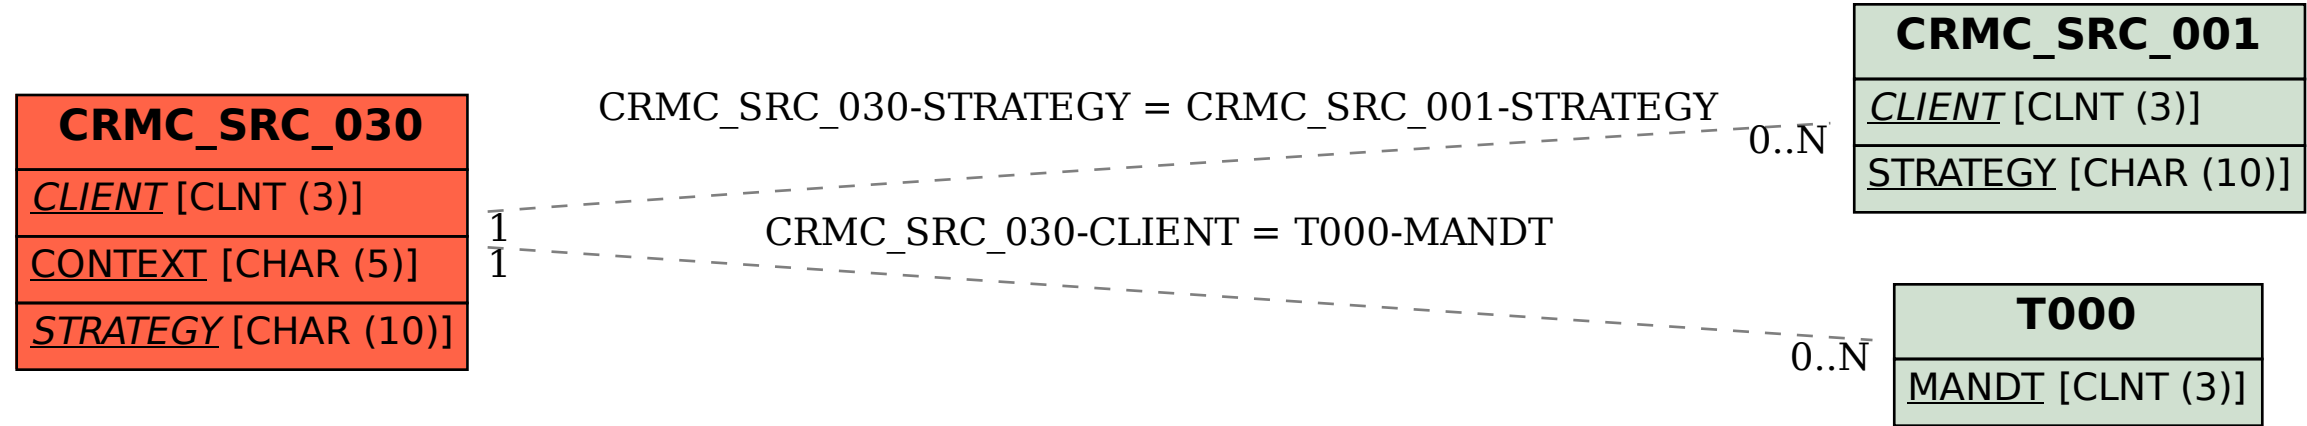 CRMC_SRC_030
CLIENT [CLNT (3)]
CONTEXT [CHAR (5)]
STRATEGY [CHAR (10)]
CRMC_SRC_030-STRATEGY = CRMC_SRC_001-STRATEGY
1
0..N
CRMC_SRC_030-CLIENT = T000-MANDT
1
0..N
CRMC_SRC_001
CLIENT [CLNT (3)]
STRATEGY [CHAR (10)]
T000
MANDT [CLNT (3)]